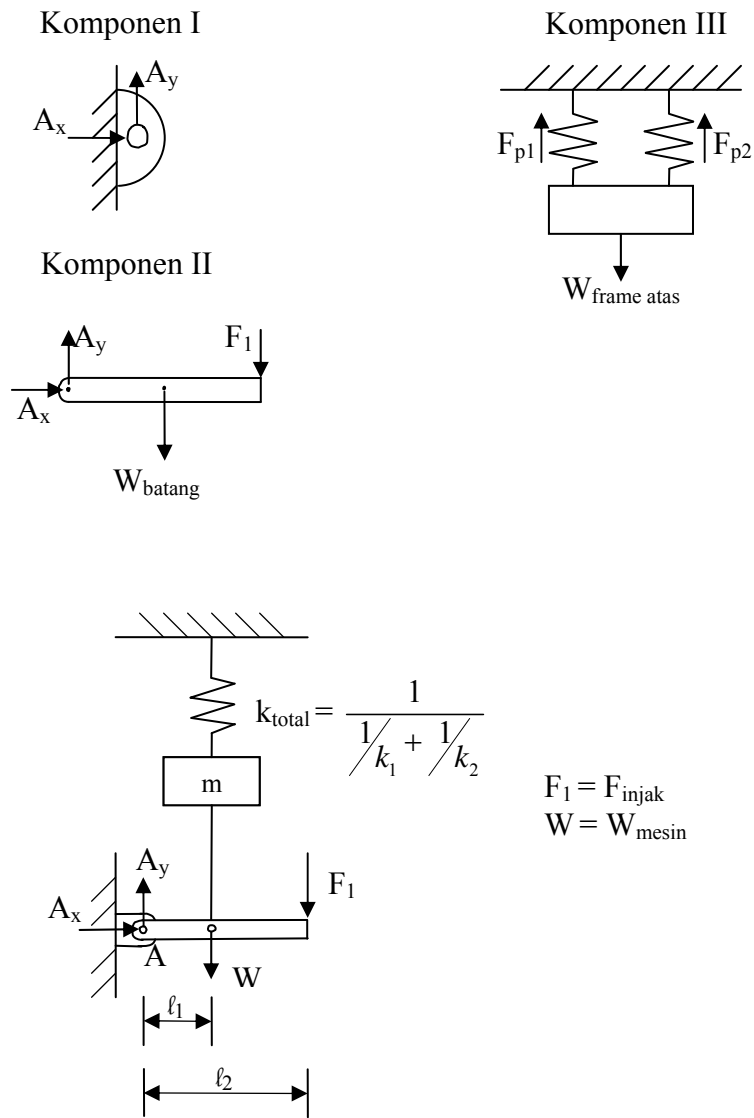 Komponen I
A_y
A_x
Komponen III
F_p1
F_p2
W_frame atas
Komponen II
A_y
F_1
A_x
W_batang
k_total = 1 / (1/k_1 + 1/k_2)
m
F_1 = F_injak
W = W_mesin
A_y
F_1
A_x
A
W
ℓ_1
ℓ_2